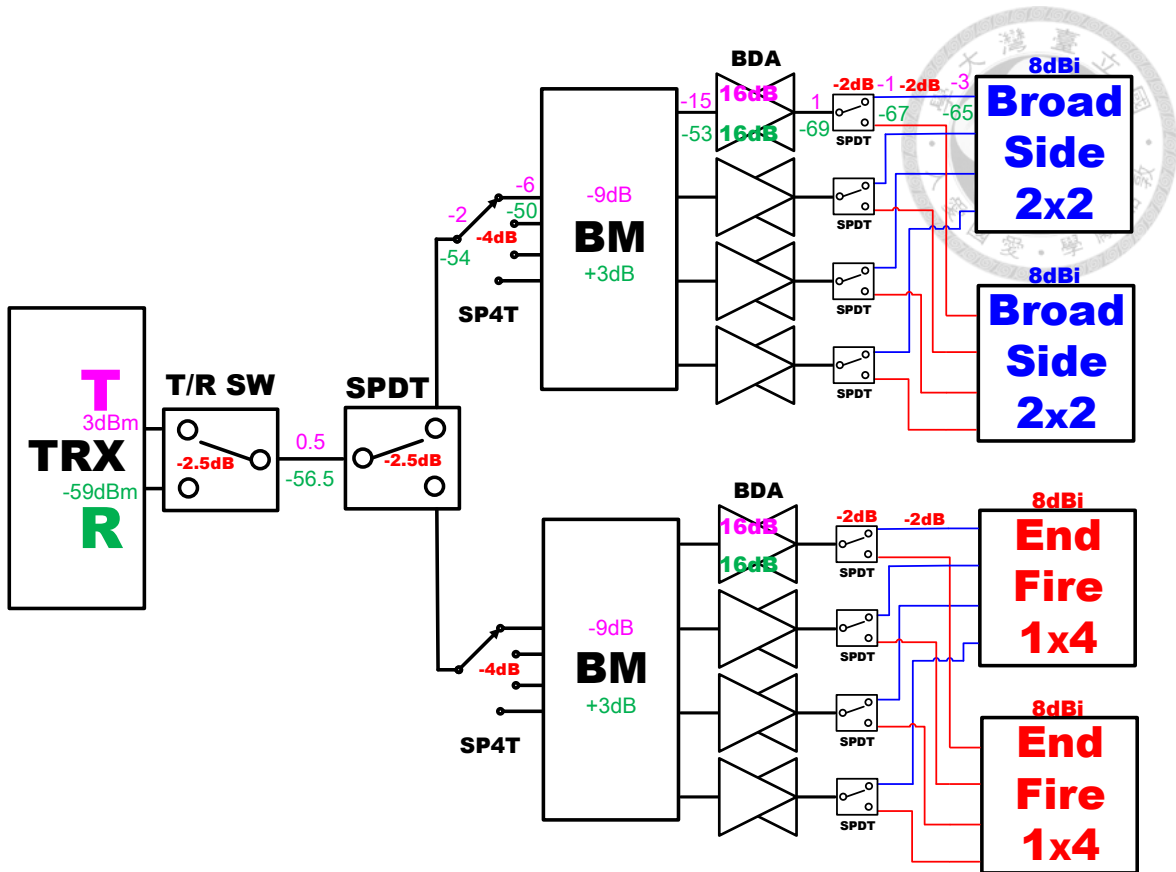 BDA
8dBi
-15
16dB
1
-2dB
-1
-2dB
-3
-53
16dB
-69
SPDT
-67
-65
Broad
Side
2x2
-6
-2
-50
-4dB
-54
SP4T
-9dB
BM
+3dB
SPDT
SPDT
SPDT
8dBi
Broad
Side
2x2
T
3dBm
TRX
-59dBm
R
T/R SW
-2.5dB
0.5
-56.5
SPDT
-2.5dB
BDA
8dBi
16dB
-2dB
-2dB
16dB
SPDT
End
Fire
1x4
-4dB
SP4T
-9dB
BM
+3dB
SPDT
SPDT
SPDT
8dBi
End
Fire
1x4